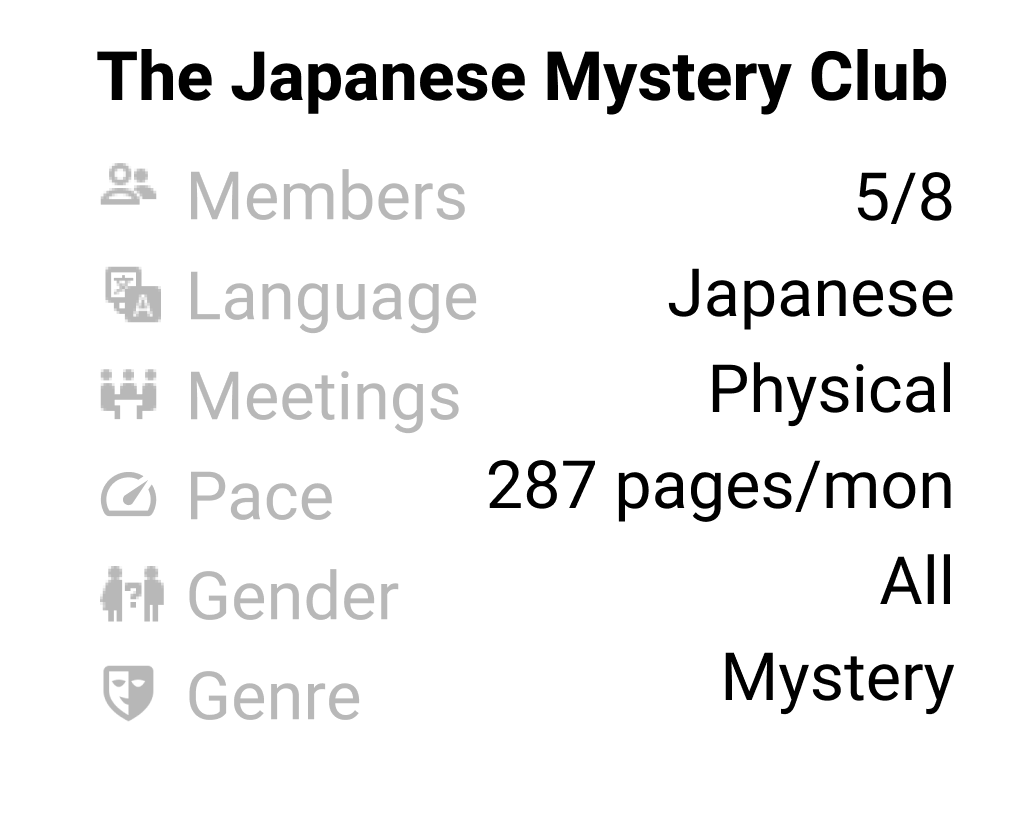 The Japanese Mystery Club
Members 5/8
Language Japanese
Meetings Physical
Pace 287 pages/mon
Gender All
Genre Mystery